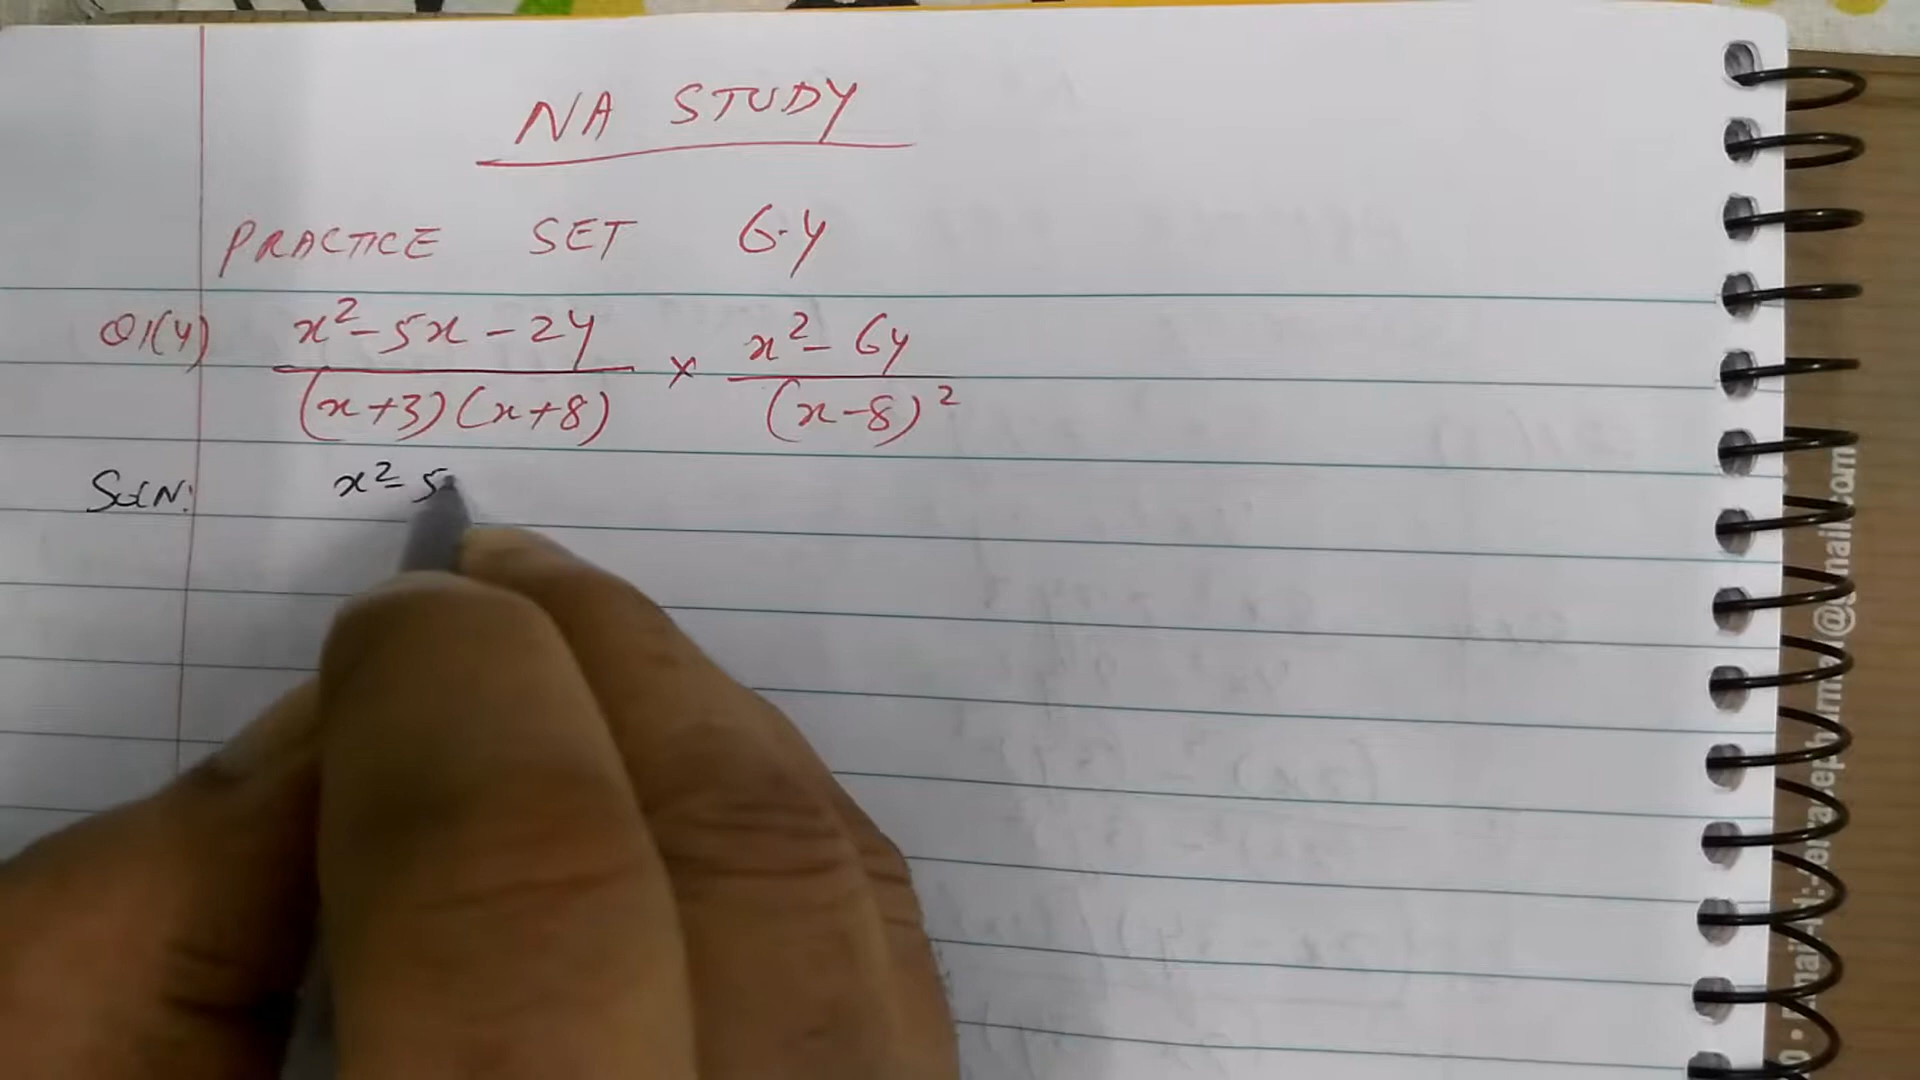 NA STUDY
PRACTICE SET 6.4
Q1(4) x²-5x-24 / (x+3)(x+8) × x²-64 / (x-8)²
Soln: x²-5